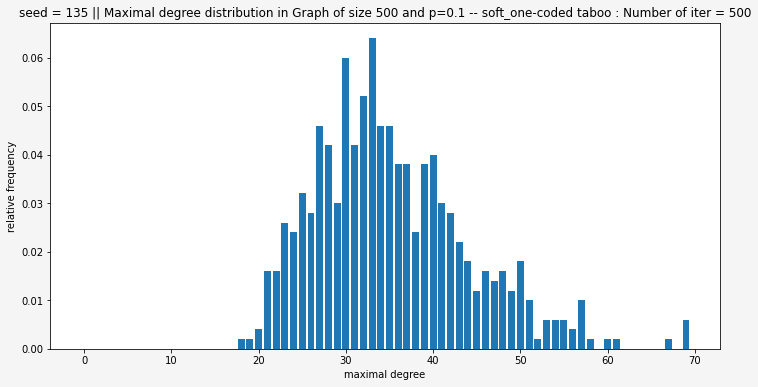 seed = 135 || Maximal degree distribution in Graph of size 500 and p=0.1 -- soft_one-coded taboo : Number of iter = 500
relative frequency
0.06
0.05
0.04
0.03
0.02
0.01
0.00
0 10 20 30 40 50 60 70
maximal degree